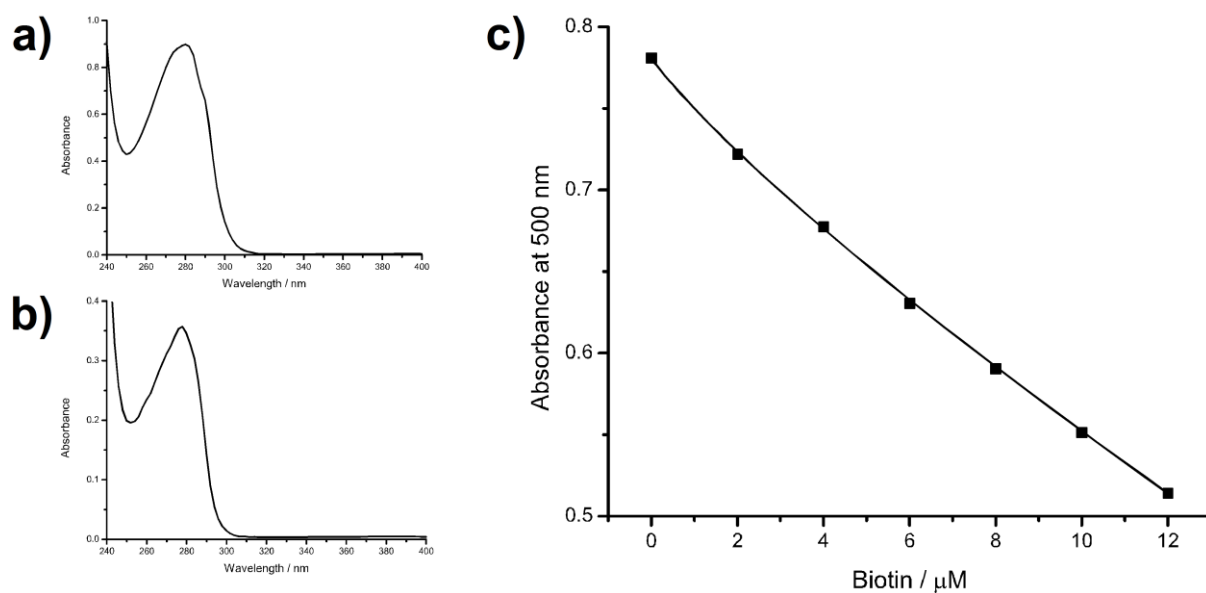 a)
1.0
0.8
0.6
0.4
0.2
0.0
Absorbance
240 260 280 300 320 340 360 380 400
Wavelength / nm
b)
0.4
0.3
0.2
0.1
0.0
Absorbance
240 260 280 300 320 340 360 380 400
Wavelength / nm
c)
0.8
0.7
0.6
0.5
Absorbance at 500 nm
0 2 4 6 8 10 12
Biotin / μM